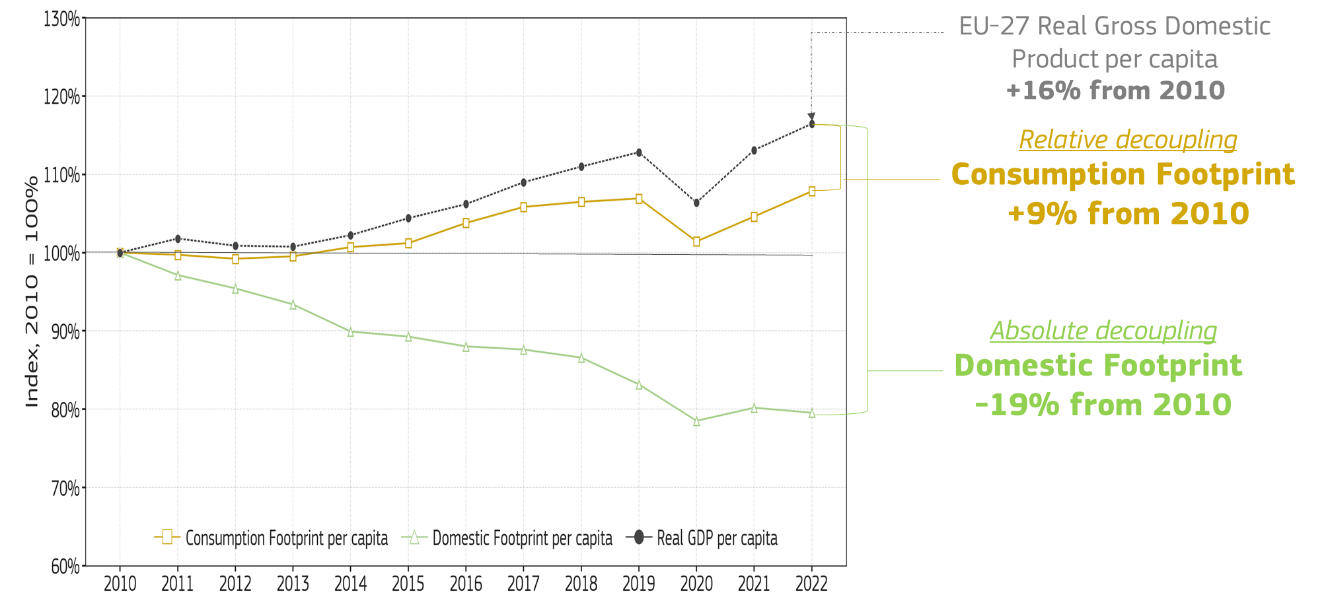 130%
120%
110%
100%
90%
80%
70%
60%
Index, 2010 = 100%
2010 2011 2012 2013 2014 2015 2016 2017 2018 2019 2020 2021 2022
Consumption Footprint per capita Domestic Footprint per capita Real GDP per capita
EU-27 Real Gross Domestic
Product per capita
+16% from 2010
Relative decoupling
Consumption Footprint
+9% from 2010
Absolute decoupling
Domestic Footprint
-19% from 2010